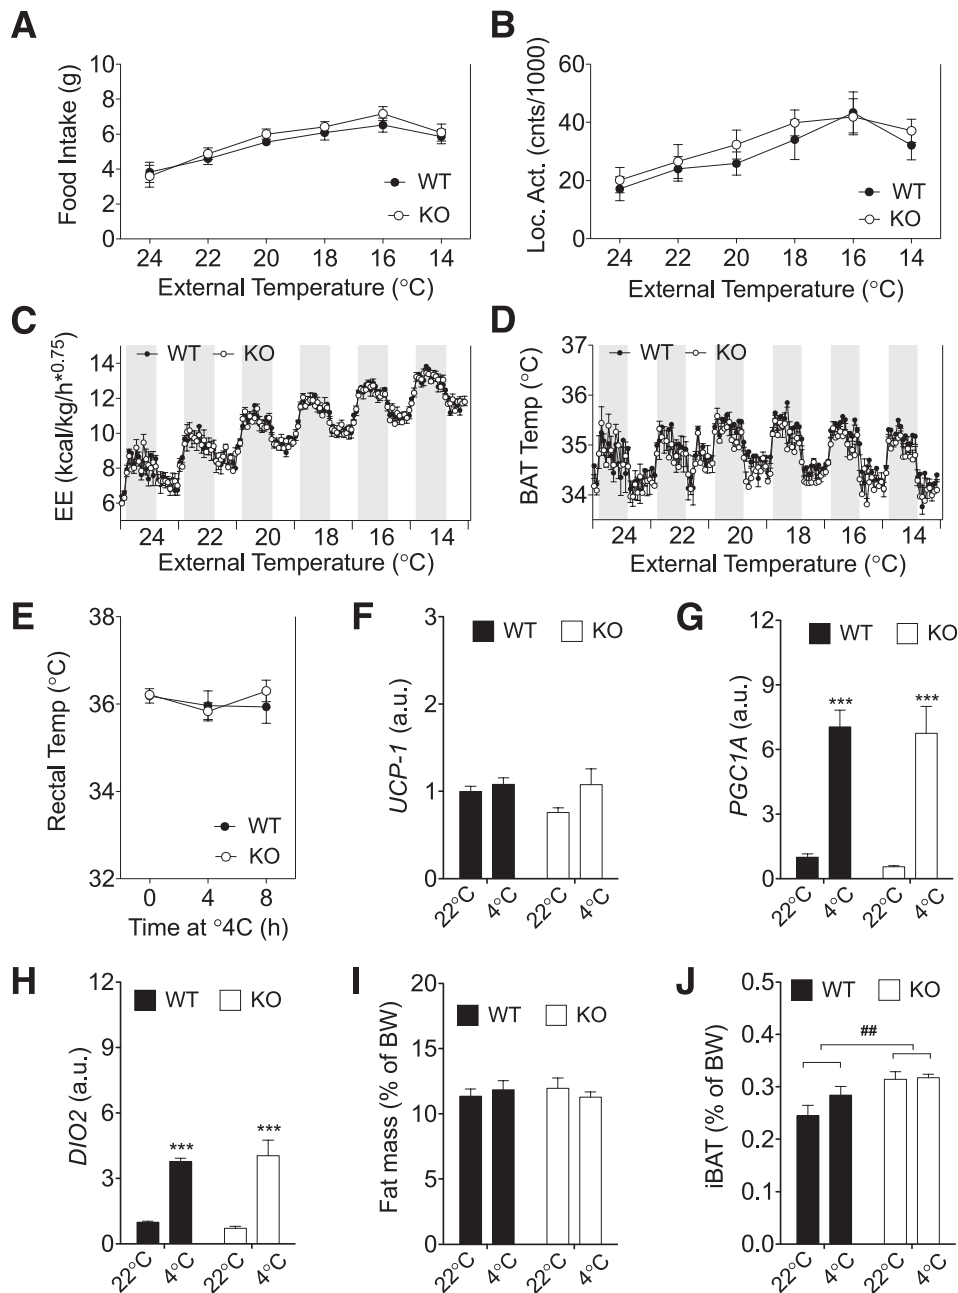 A
Food Intake (g)
10
8
6
4
2
0
WT
KO
24 22 20 18 16 14
External Temperature (°C)
B
Loc. Act. (cnts/1000)
60
40
20
0
WT
KO
24 22 20 18 16 14
External Temperature (°C)
C
EE (kcal/kg/h*0.75)
14
12
10
8
6
WT KO
24 22 20 18 16 14
External Temperature (°C)
D
BAT Temp (°C)
37
36
35
34
WT KO
24 22 20 18 16 14
External Temperature (°C)
E
Rectal Temp (°C)
38
36
34
32
WT
KO
0 4 8
Time at °4C (h)
F
UCP-1 (a.u.)
3
2
1
0
WT KO
22°C 4°C 22°C 4°C
G
PGC1A (a.u.)
12
9
6
3
0
WT KO
*** ***
22°C 4°C 22°C 4°C
H
DIO2 (a.u.)
12
9
6
3
0
WT KO
*** ***
22°C 4°C 22°C 4°C
I
Fat mass (% of BW)
20
15
10
5
0
WT KO
22°C 4°C 22°C 4°C
J
iBAT (% of BW)
0.5
0.4
0.3
0.2
0.1
0.0
WT KO
##
22°C 4°C 22°C 4°C